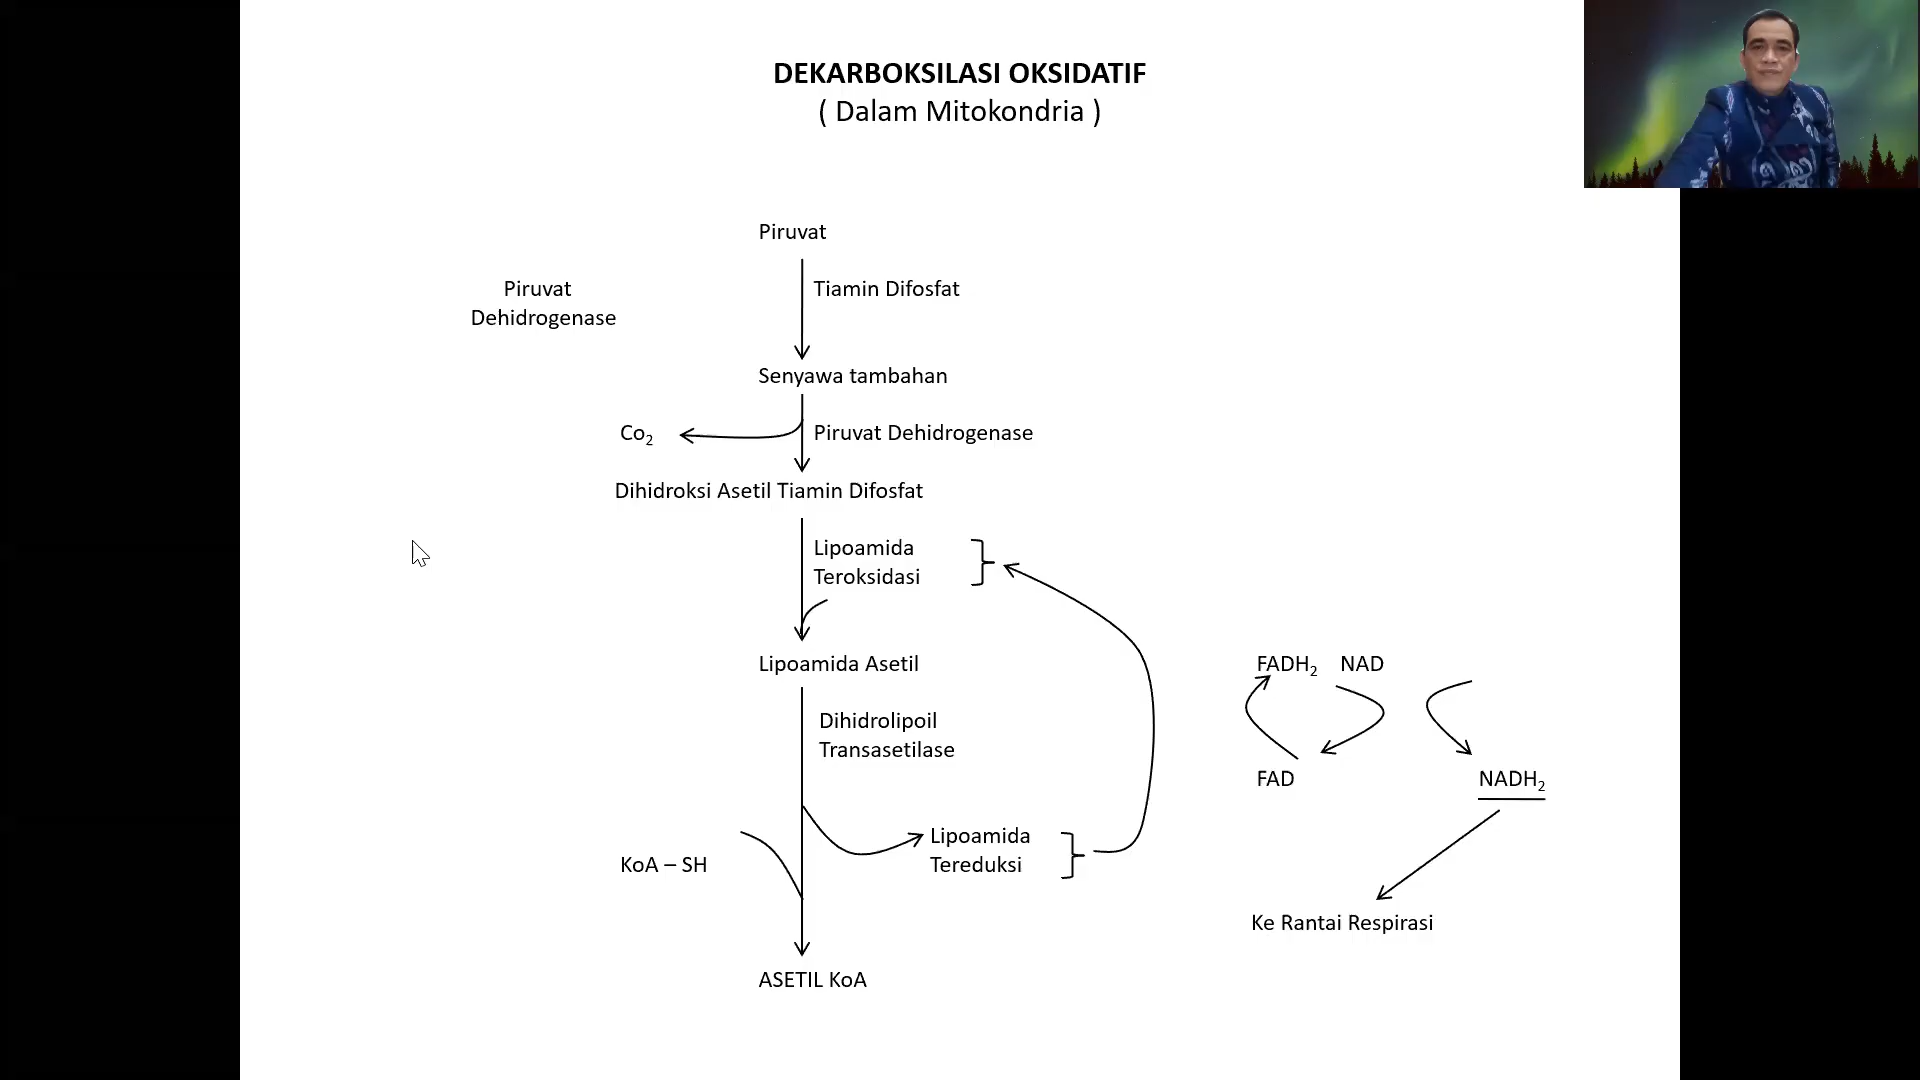 DEKARBOKSILASI OKSIDATIF
( Dalam Mitokondria )
Piruvat
Piruvat
Dehidrogenase
Tiamin Difosfat
Senyawa tambahan
Co₂
Piruvat Dehidrogenase
Dihidroksi Asetil Tiamin Difosfat
Lipoamida
Teroksidasi
Lipoamida Asetil
Dihidrolipoil
Transasetilase
KoA – SH
Lipoamida
Tereduksi
ASETIL KoA
FADH₂ NAD
FAD
NADH₂
Ke Rantai Respirasi